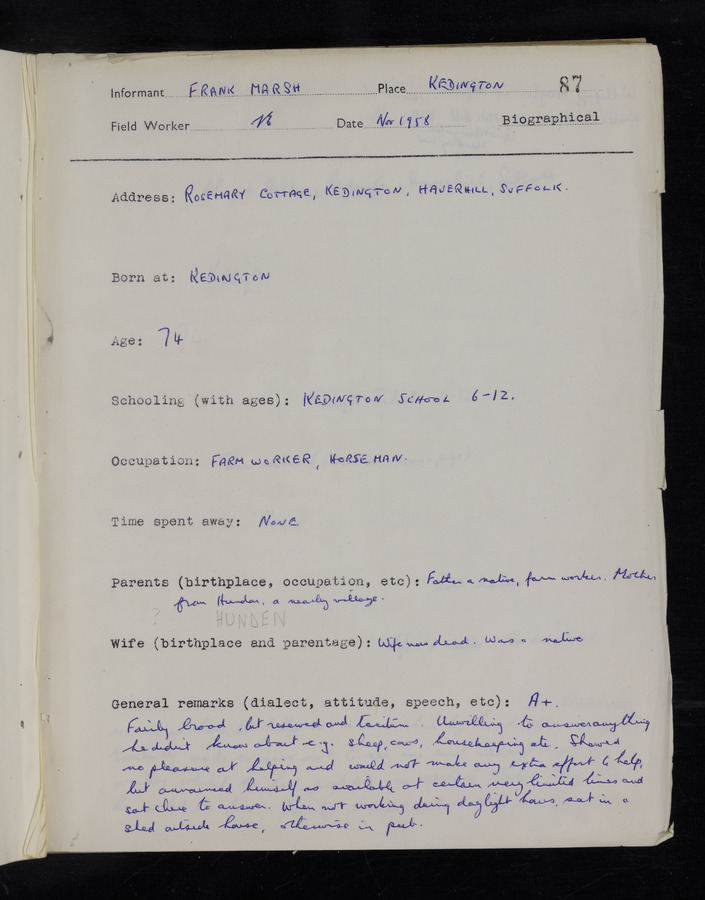 Informant FRANK MARSH Place KEDINGTON 87
Field Worker Date Nov 1958 Biographical
Address: ROSEMARY COTTAGE, KEDINGTON, HAVERHILL, SUFFOLK.
Born at: KEDINGTON
Age: 74
Schooling (with ages): KEDINGTON SCHOOL 6-12.
Occupation: FARM WORKER, HORSEMAN.
Time spent away: NONE
Parents (birthplace, occupation, etc): Father a native, farm worker. Mother
from Hundon, a nearby village.
? HUNDEN
Wife (birthplace and parentage): Wife now dead. Was a native
General remarks (dialect, attitude, speech, etc): A+.
Fairly broad, but reserved and taciturn. Unwilling to answer anything
he didn't know about e.g. sheep, cows, housekeeping etc. Showed
no pleasure at helping and would not make any extra effort to help,
but announced himself as available at certain very limited times and
sat there to answer. When not working during daylight hours, sat in a
shed outside house, otherwise in pub.